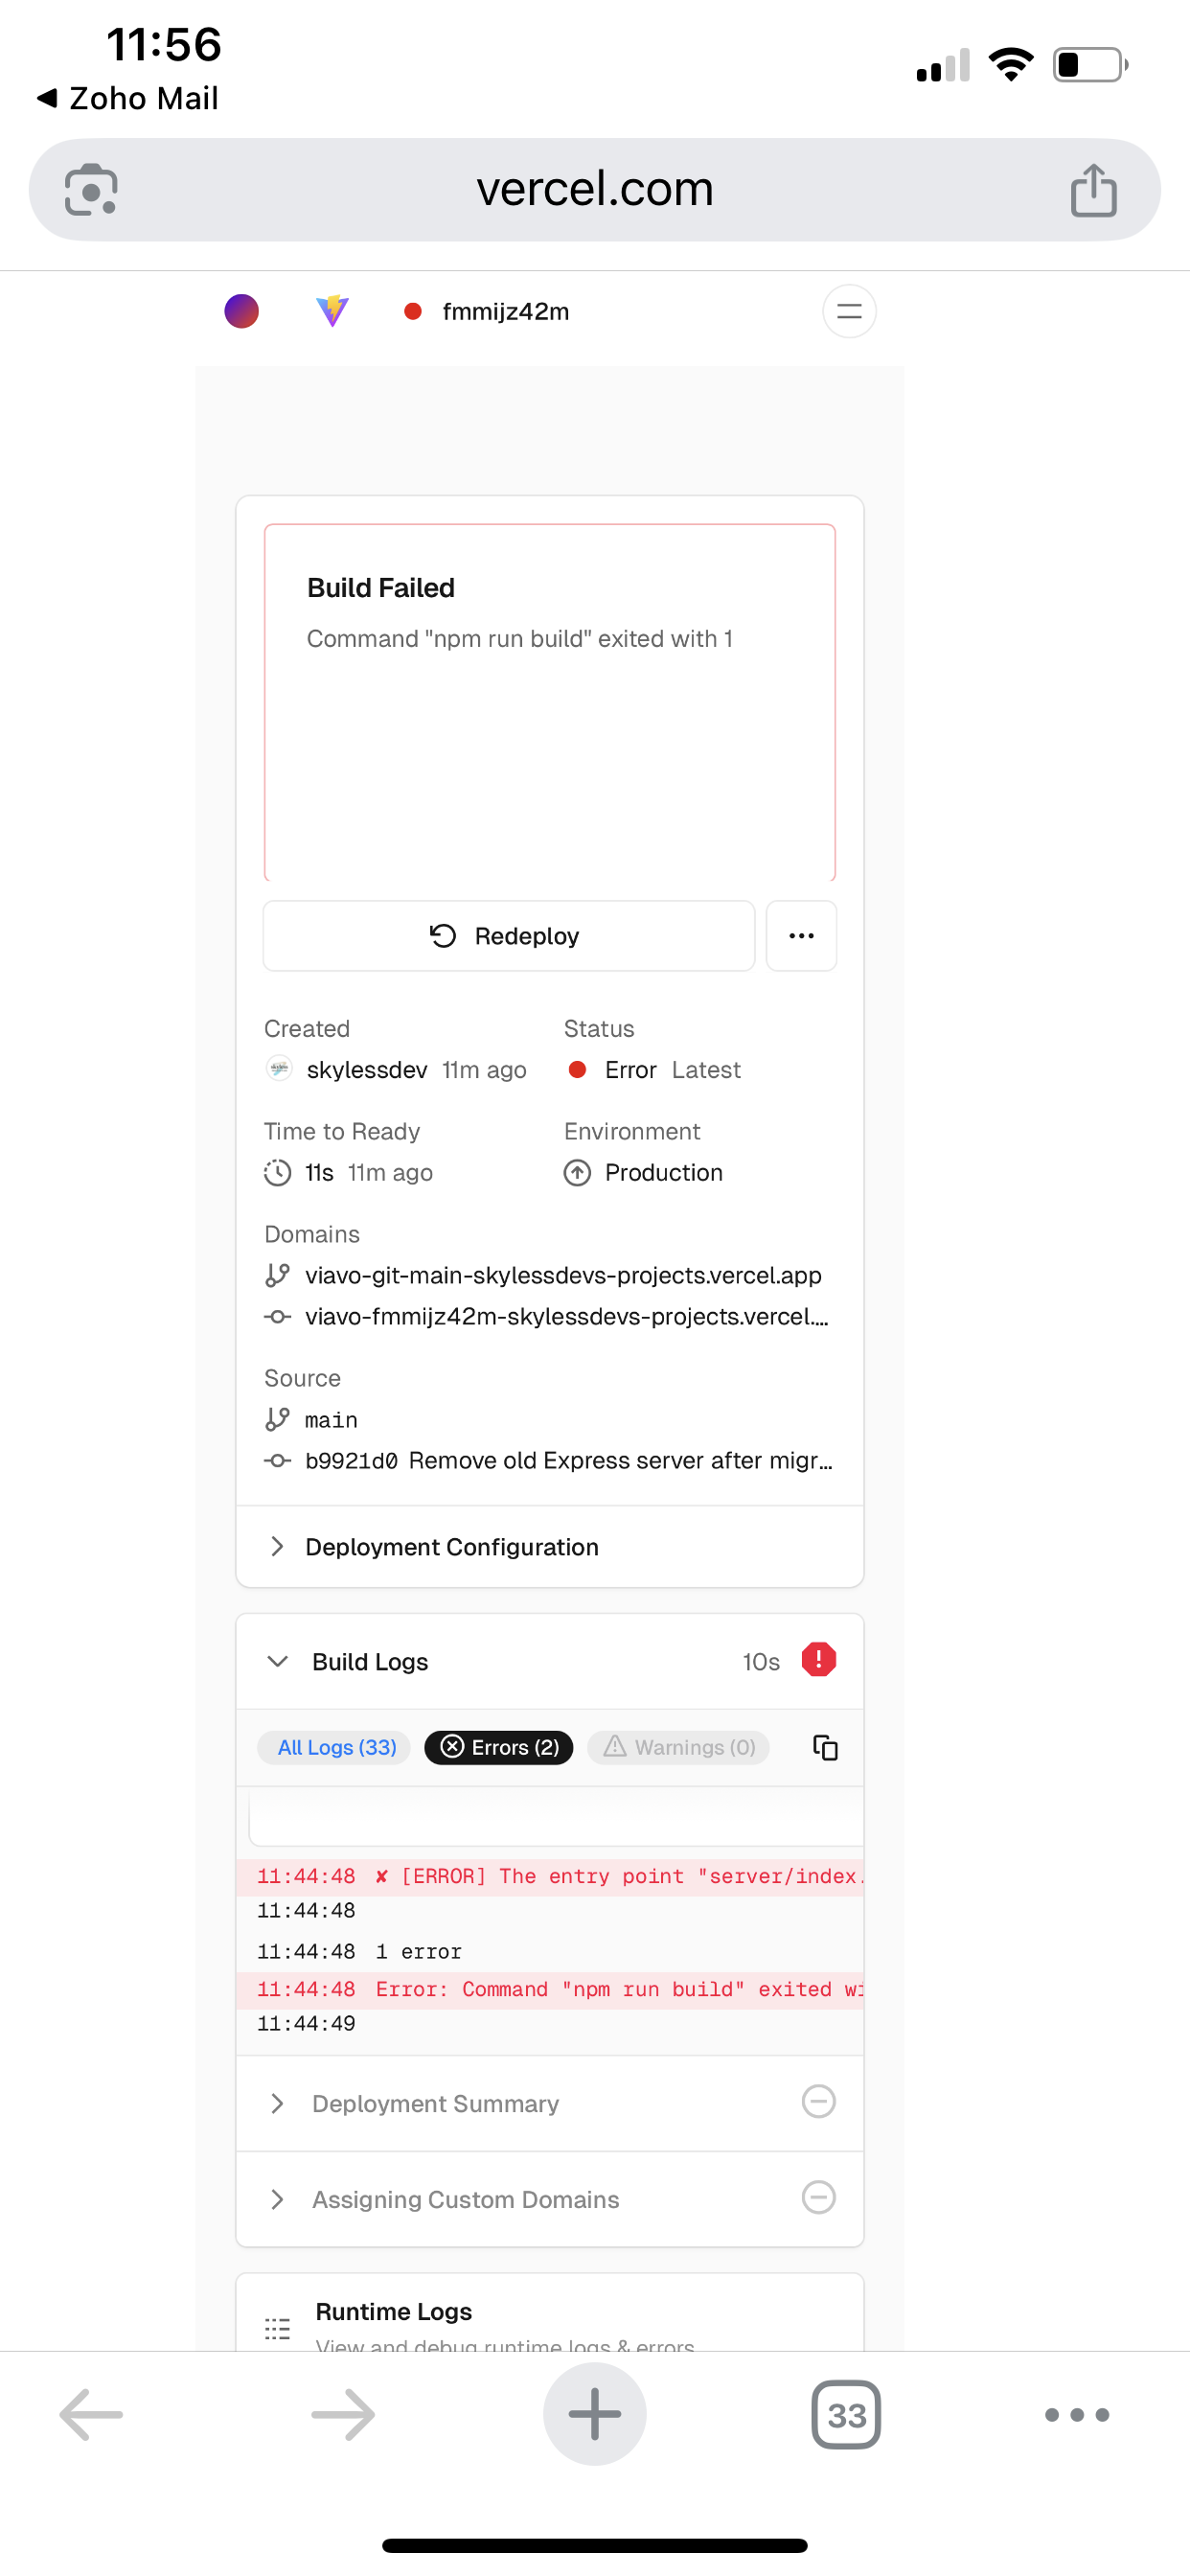 11:56
◀ Zoho Mail
vercel.com
fmmijz42m
Build Failed
Command "npm run build" exited with 1
Redeploy
Created
skylessdev 11m ago
Status
Error Latest
Time to Ready
11s 11m ago
Environment
Production
Domains
viavo-git-main-skylessdevs-projects.vercel.app
viavo-fmmijz42m-skylessdevs-projects.vercel....
Source
main
b9921d0 Remove old Express server after migr...
Deployment Configuration
Build Logs 10s
All Logs (33) Errors (2) Warnings (0)
11:44:48 ✘ [ERROR] The entry point "server/index.
11:44:48
11:44:48 1 error
11:44:48 Error: Command "npm run build" exited wi
11:44:49
Deployment Summary
Assigning Custom Domains
Runtime Logs
View and debug runtime logs & errors
33